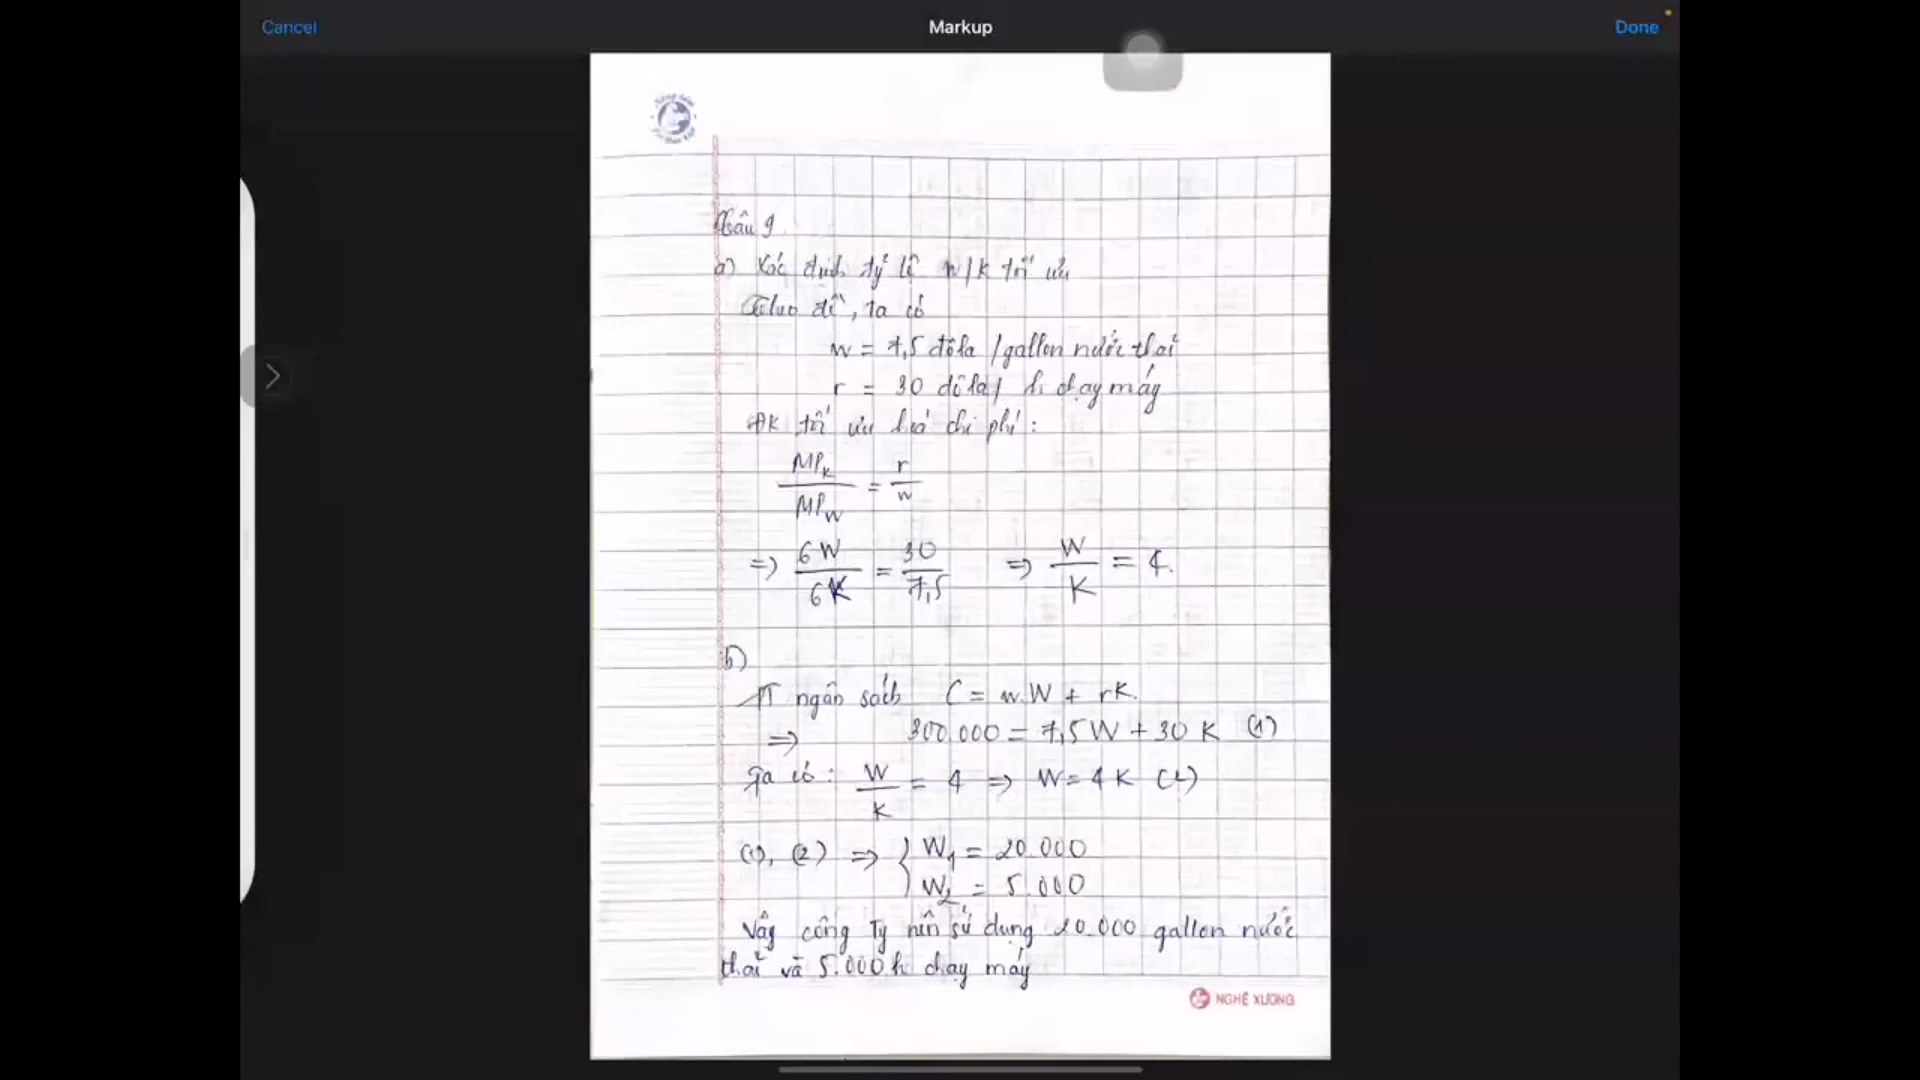 Cancel
Markup
Done
Câu 9
a) Xác định tỷ lệ W/K tối ưu
Theo đề, ta có
w = 7,5 đôla /gallon nước thải
r = 30 đôla/ h chạy máy
ĐK tối ưu hoá chi phí:
MPK / MPW = r / w
=> 6W / 6K = 30 / 7,5 => W / K = 4.
b)
PT ngân sách C = w.W + rK.
=> 300.000 = 7,5W + 30 K (1)
Ta có: W / K = 4 => W = 4K (2)
(1), (2) => { W1 = 20.000
W2 = 5.000
Vậy công ty nên sử dụng 20.000 gallon nước
thải và 5.000h chạy máy
NGHỆ XƯƠNG